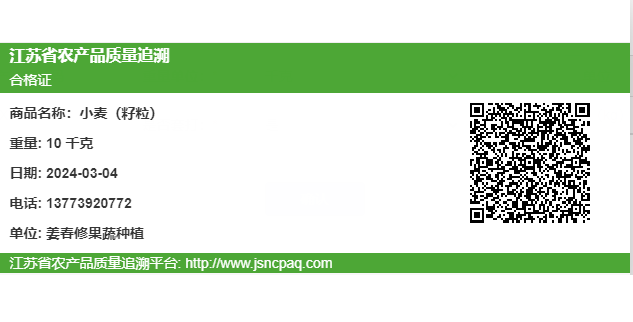 江苏省农产品质量追溯
合格证
商品名称：小麦（籽粒）
重量: 10 千克
日期: 2024-03-04
电话: 13773920772
单位: 姜春修果蔬种植
江苏省农产品质量追溯平台: http://www.jsncpaq.com